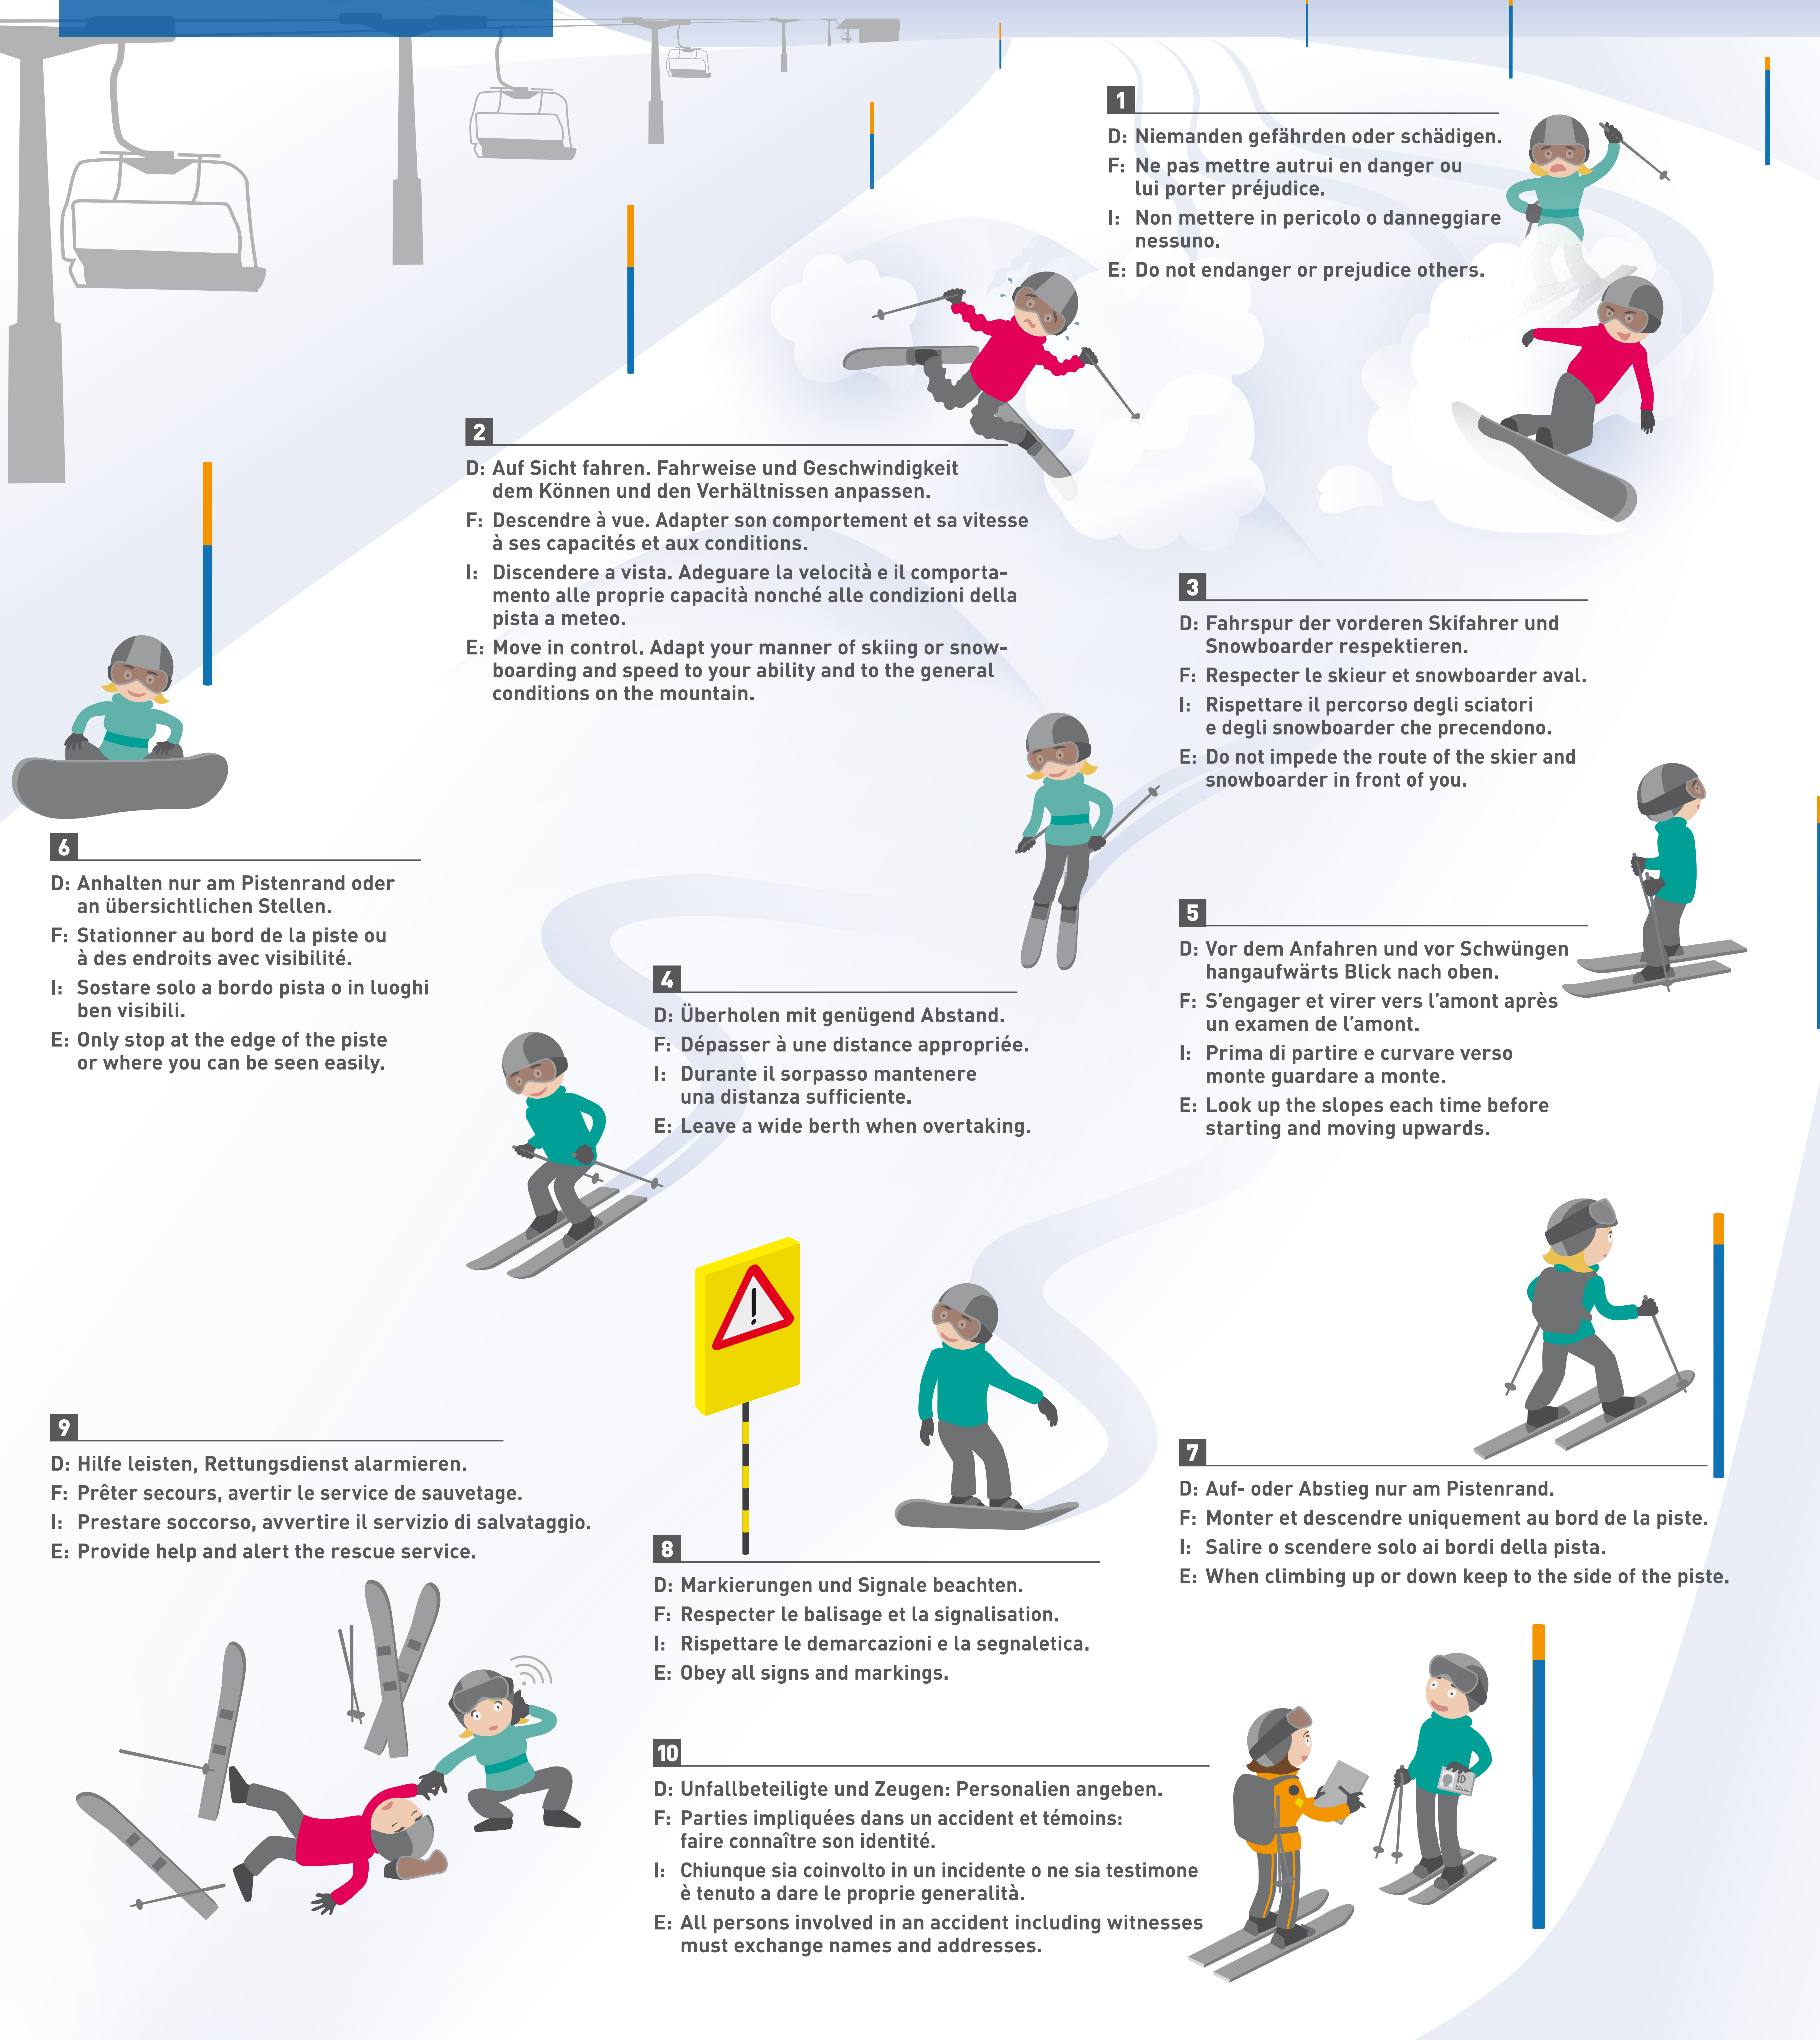 1
D: Niemanden gefährden oder schädigen.
F: Ne pas mettre autrui en danger ou
lui porter préjudice.
I: Non mettere in pericolo o danneggiare
nessuno.
E: Do not endanger or prejudice others.
2
D: Auf Sicht fahren. Fahrweise und Geschwindigkeit
dem Können und den Verhältnissen anpassen.
F: Descendre à vue. Adapter son comportement et sa vitesse
à ses capacités et aux conditions.
I: Discendere a vista. Adeguare la velocità e il comporta-
mento alle proprie capacità nonché alle condizioni della
pista a meteo.
E: Move in control. Adapt your manner of skiing or snow-
boarding and speed to your ability and to the general
conditions on the mountain.
3
D: Fahrspur der vorderen Skifahrer und
Snowboarder respektieren.
F: Respecter le skieur et snowboarder aval.
I: Rispettare il percorso degli sciatori
e degli snowboarder che precendono.
E: Do not impede the route of the skier and
snowboarder in front of you.
4
D: Überholen mit genügend Abstand.
F: Dépasser à une distance appropriée.
I: Durante il sorpasso mantenere
una distanza sufficiente.
E: Leave a wide berth when overtaking.
5
D: Vor dem Anfahren und vor Schwüngen
hangaufwärts Blick nach oben.
F: S’engager et virer vers l’amont après
un examen de l’amont.
I: Prima di partire e curvare verso
monte guardare a monte.
E: Look up the slopes each time before
starting and moving upwards.
6
D: Anhalten nur am Pistenrand oder
an übersichtlichen Stellen.
F: Stationner au bord de la piste ou
à des endroits avec visibilité.
I: Sostare solo a bordo pista o in luoghi
ben visibili.
E: Only stop at the edge of the piste
or where you can be seen easily.
7
D: Auf- oder Abstieg nur am Pistenrand.
F: Monter et descendre uniquement au bord de la piste.
I: Salire o scendere solo ai bordi della pista.
E: When climbing up or down keep to the side of the piste.
!
8
D: Markierungen und Signale beachten.
F: Respecter le balisage et la signalisation.
I: Rispettare le demarcazioni e la segnaletica.
E: Obey all signs and markings.
9
D: Hilfe leisten, Rettungsdienst alarmieren.
F: Prêter secours, avertir le service de sauvetage.
I: Prestare soccorso, avvertire il servizio di salvataggio.
E: Provide help and alert the rescue service.
10
D: Unfallbeteiligte und Zeugen: Personalien angeben.
F: Parties impliquées dans un accident et témoins:
faire connaître son identité.
I: Chiunque sia coinvolto in un incidente o ne sia testimone
è tenuto a dare le proprie generalità.
E: All persons involved in an accident including witnesses
must exchange names and addresses.
ID